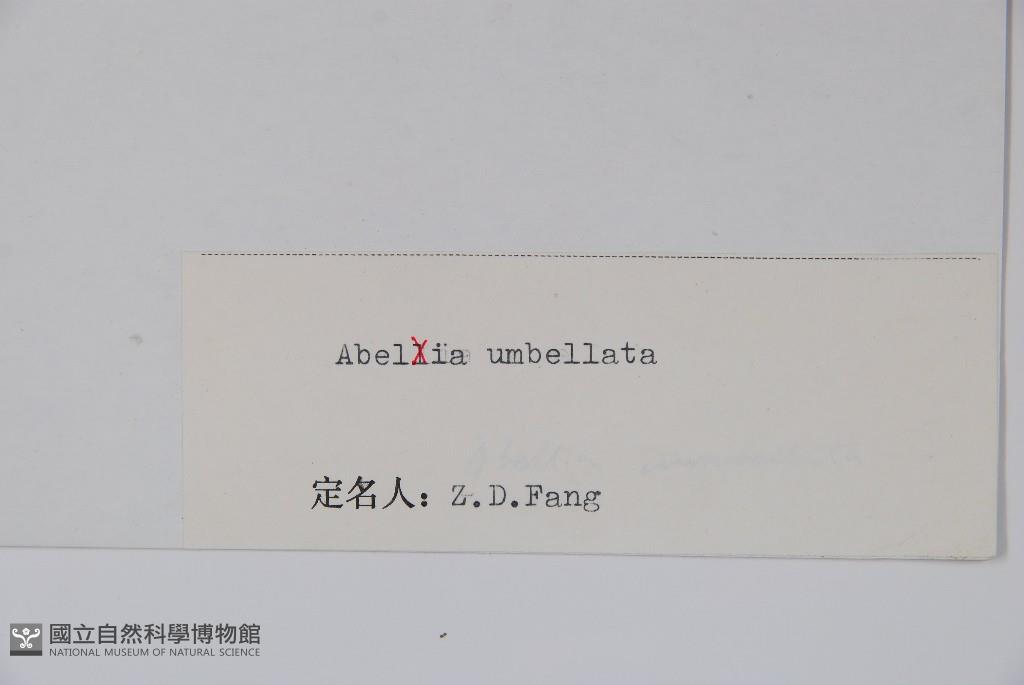 Abellia umbellata
定名人：Z.D.Fang
國立自然科學博物館
NATIONAL MUSEUM OF NATURAL SCIENCE